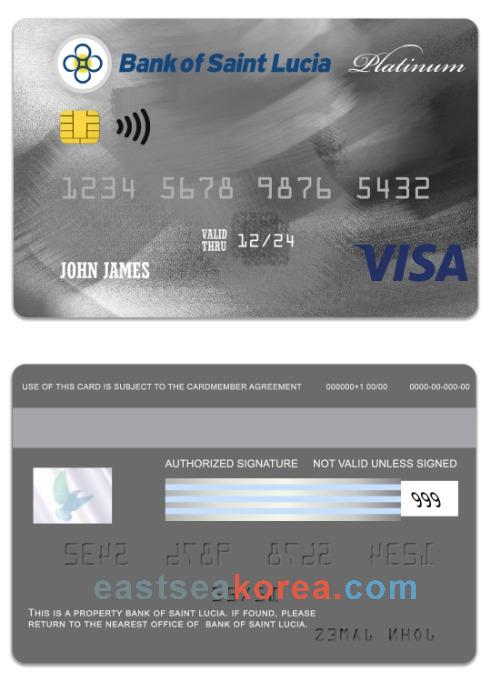 Bank of Saint Lucia Platinum
1234 5678 9876 5432
VALID THRU 12/24
JOHN JAMES
VISA
USE OF THIS CARD IS SUBJECT TO THE CARDMEMBER AGREEMENT 000000+1 00/00 0000-00-000-00
AUTHORIZED SIGNATURE NOT VALID UNLESS SIGNED
999
eastseakorea.com
THIS IS A PROPERTY BANK OF SAINT LUCIA. IF FOUND, PLEASE
RETURN TO THE NEAREST OFFICE OF BANK OF SAINT LUCIA.